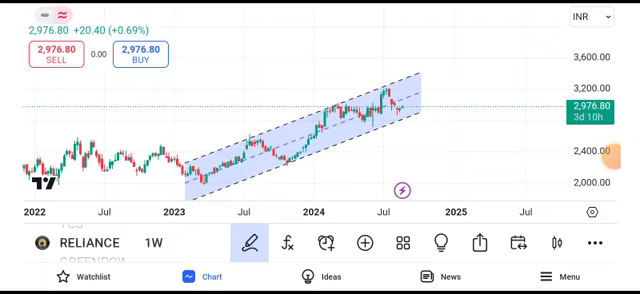 INR
2,976.80 +20.40 (+0.69%)
2,976.80
SELL
0.00
2,976.80
BUY
3,600.00
3,200.00
2,976.80
3d 10h
2,400.00
2,000.00
2022 Jul 2023 Jul 2024 Jul 2025 Jul
RELIANCE 1W
Watchlist Chart Ideas News Menu